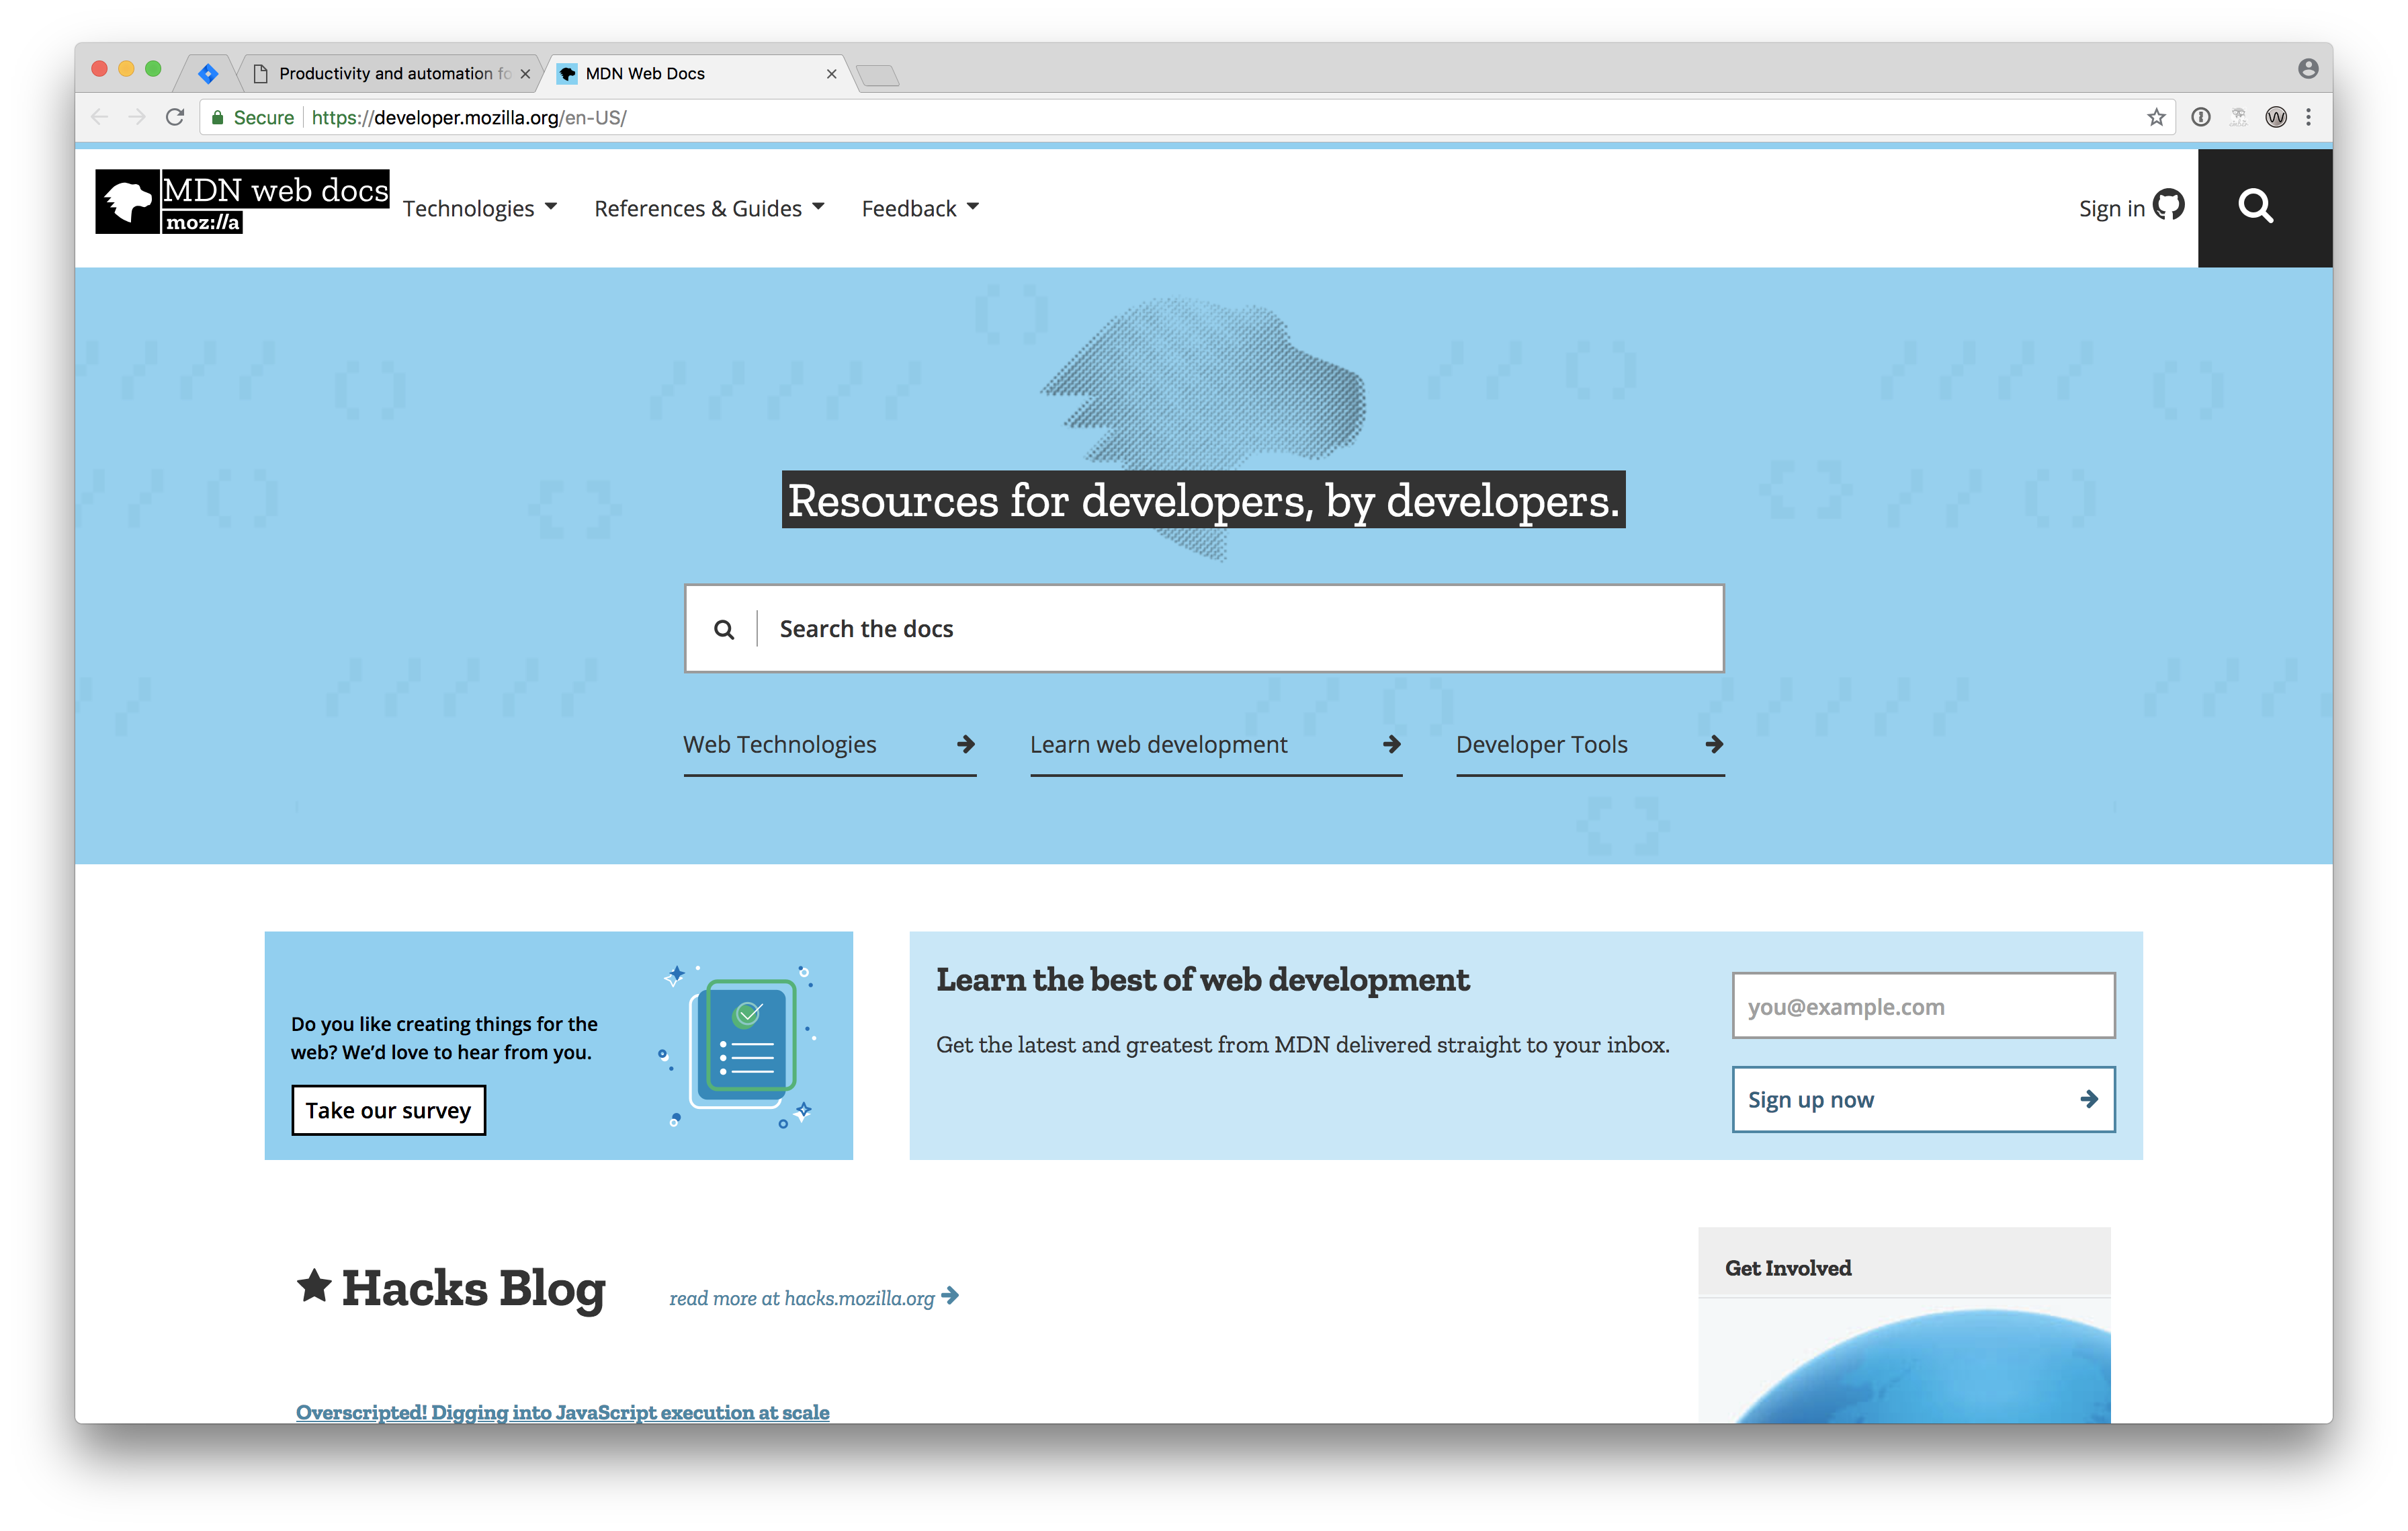 Productivity and automation fo
MDN Web Docs
Secure
https://developer.mozilla.org/en-US/
MDN web docs
moz://a
Technologies
References & Guides
Feedback
Sign in
Resources for developers, by developers.
Search the docs
Web Technologies
Learn web development
Developer Tools
Do you like creating things for the
web? We’d love to hear from you.
Take our survey
Learn the best of web development
Get the latest and greatest from MDN delivered straight to your inbox.
you@example.com
Sign up now
Hacks Blog
read more at hacks.mozilla.org
Overscripted! Digging into JavaScript execution at scale
Get Involved